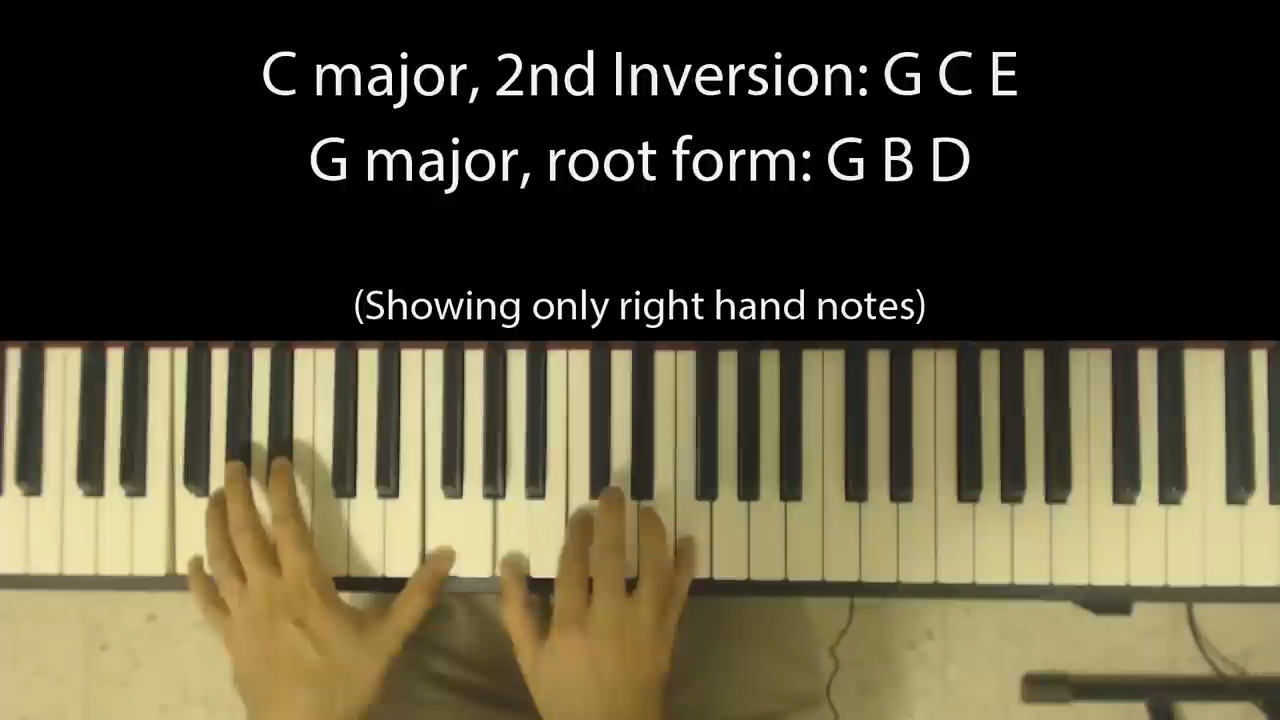 C major, 2nd Inversion: G C E
G major, root form: G B D
(Showing only right hand notes)